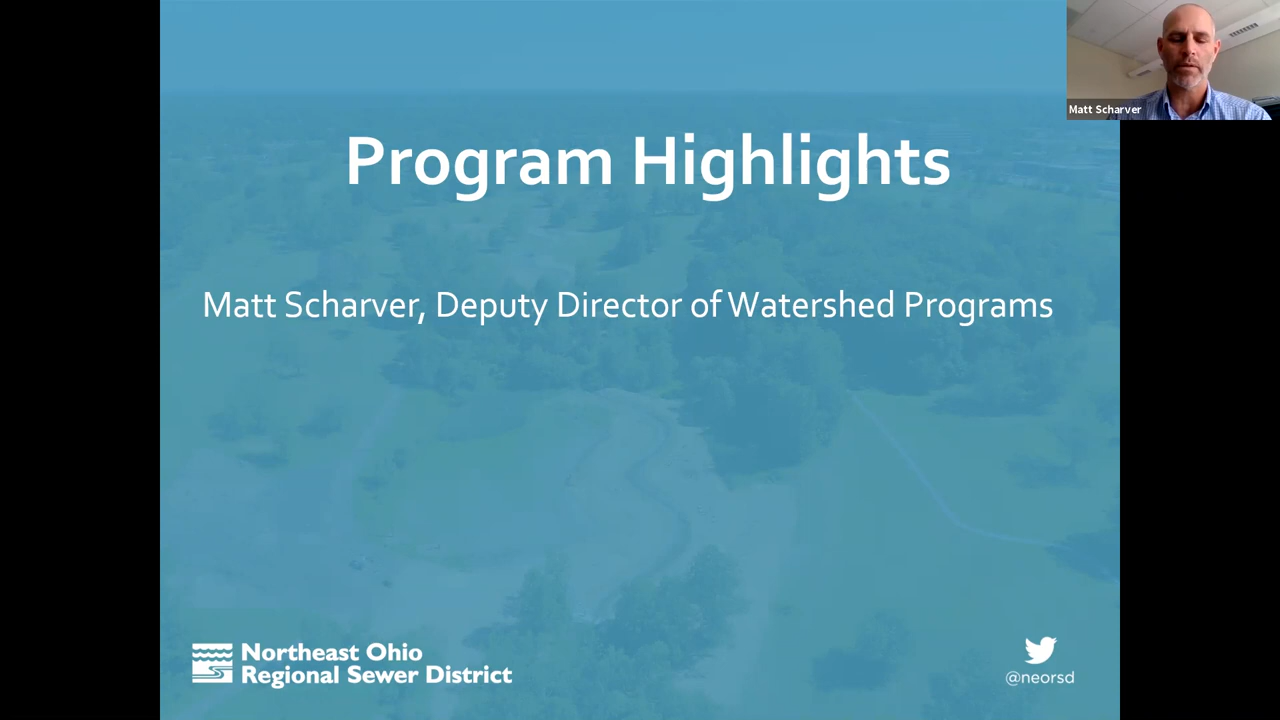 Program Highlights
Matt Scharver
Matt Scharver, Deputy Director of Watershed Programs
Northeast Ohio
Regional Sewer District
@neorsd